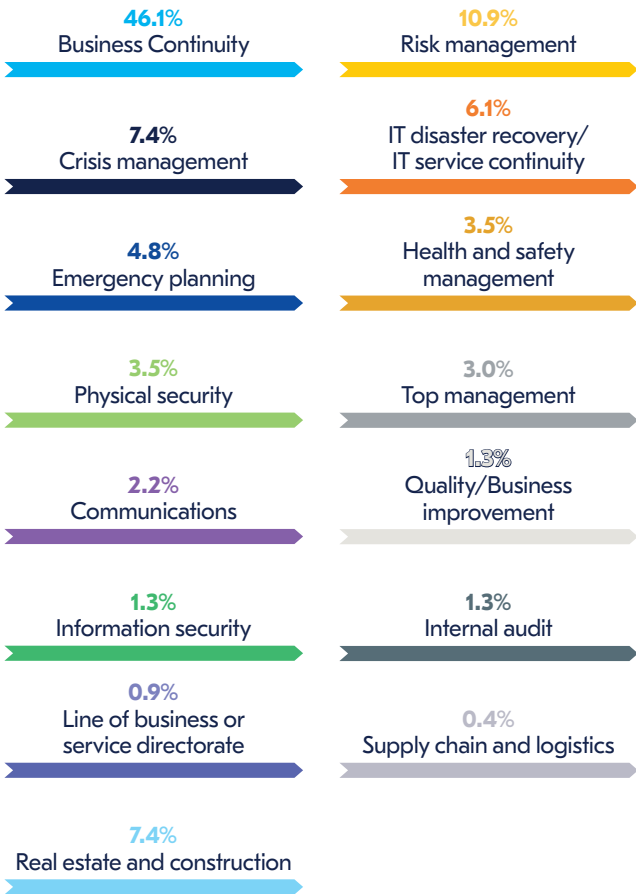 46.1%
Business Continuity
10.9%
Risk management
7.4%
Crisis management
6.1%
IT disaster recovery/
IT service continuity
4.8%
Emergency planning
3.5%
Health and safety
management
3.5%
Physical security
3.0%
Top management
2.2%
Communications
1.3%
Quality/Business
improvement
1.3%
Information security
1.3%
Internal audit
0.9%
Line of business or
service directorate
0.4%
Supply chain and logistics
7.4%
Real estate and construction